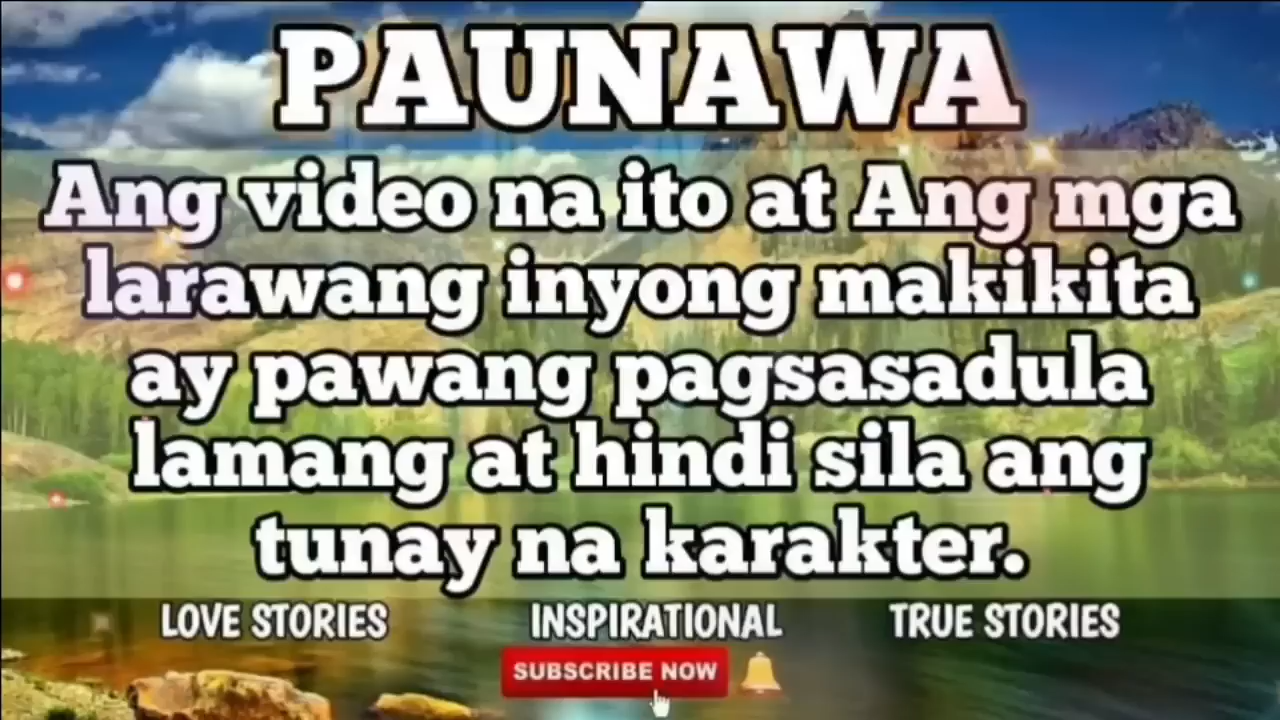 PAUNAWA
Ang video na ito at Ang mga
larawang inyong makikita
ay pawang pagsasadula
lamang at hindi sila ang
tunay na karakter.
LOVE STORIES INSPIRATIONAL TRUE STORIES
SUBSCRIBE NOW